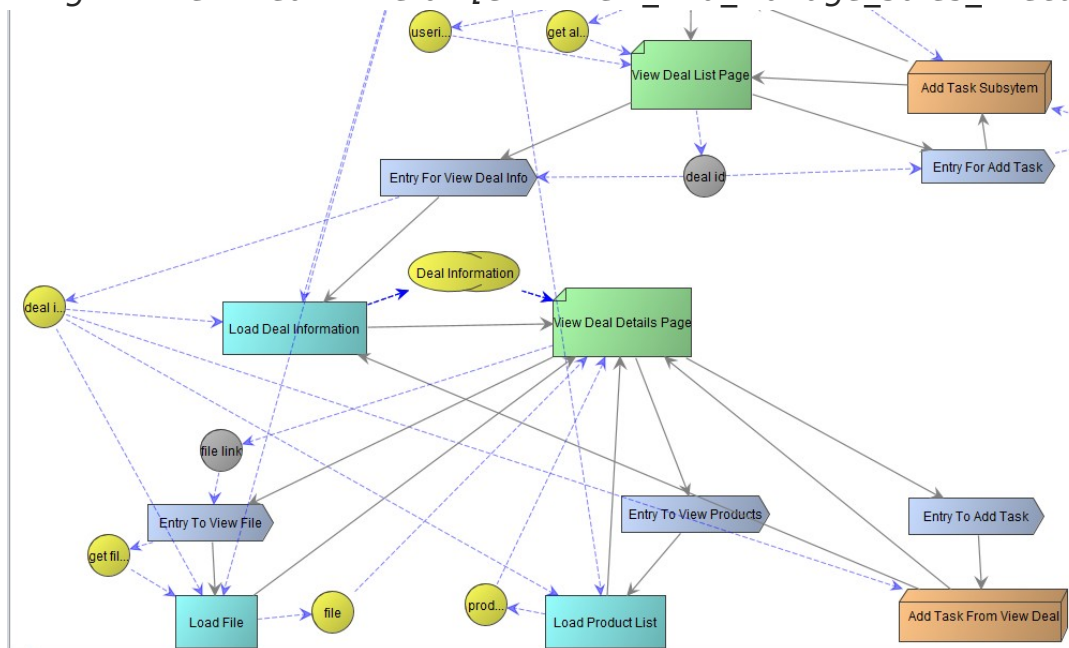 useri...
get al...
View Deal List Page
Add Task Subsytem
Entry For View Deal Info
deal id
Entry For Add Task
Deal Information
deal i...
Load Deal Information
View Deal Details Page
file link
Entry To View File
Entry To View Products
Entry To Add Task
get fil...
Load File
file
prod...
Load Product List
Add Task From View Deal